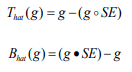 T_hat(g) = g − (g ∘ SE)
B_hat(g) = (g • SE) − g